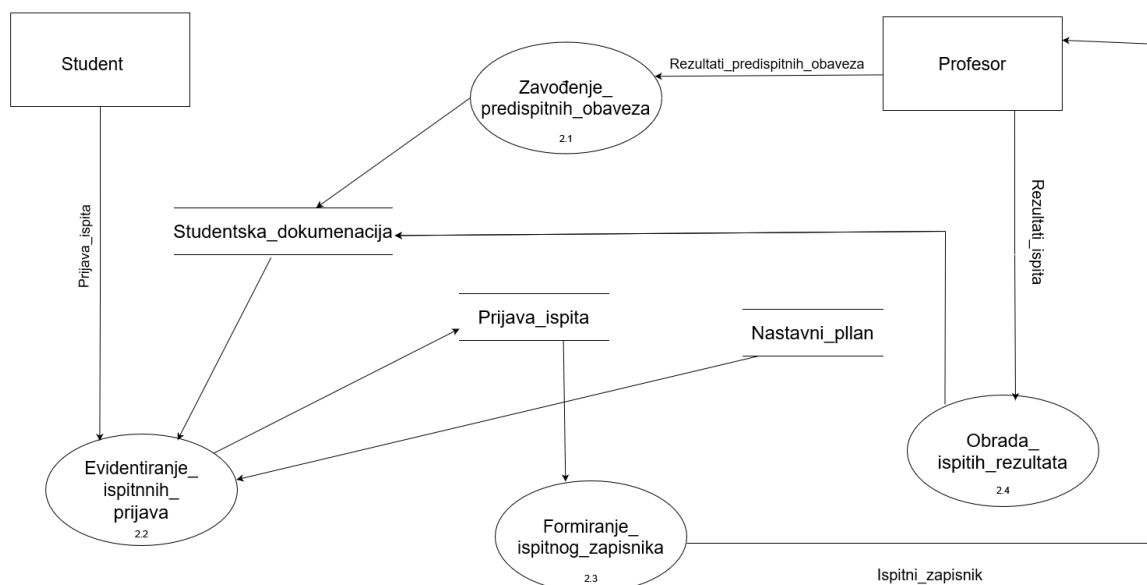 Student
Zavođenje_
predispitnih_obaveza
2.1
Rezultati_predispitnih_obaveza
Profesor
Prijava_ispita
Rezultati_ispita
Studentska_dokumenacija
Prijava_ispita
Nastavni_pllan
Evidentiranje_
ispitnnih_
prijava
2.2
Formiranje_
ispitnog_zapisnika
2.3
Obrada_
ispitih_rezultata
2.4
Ispitni_zapisnik